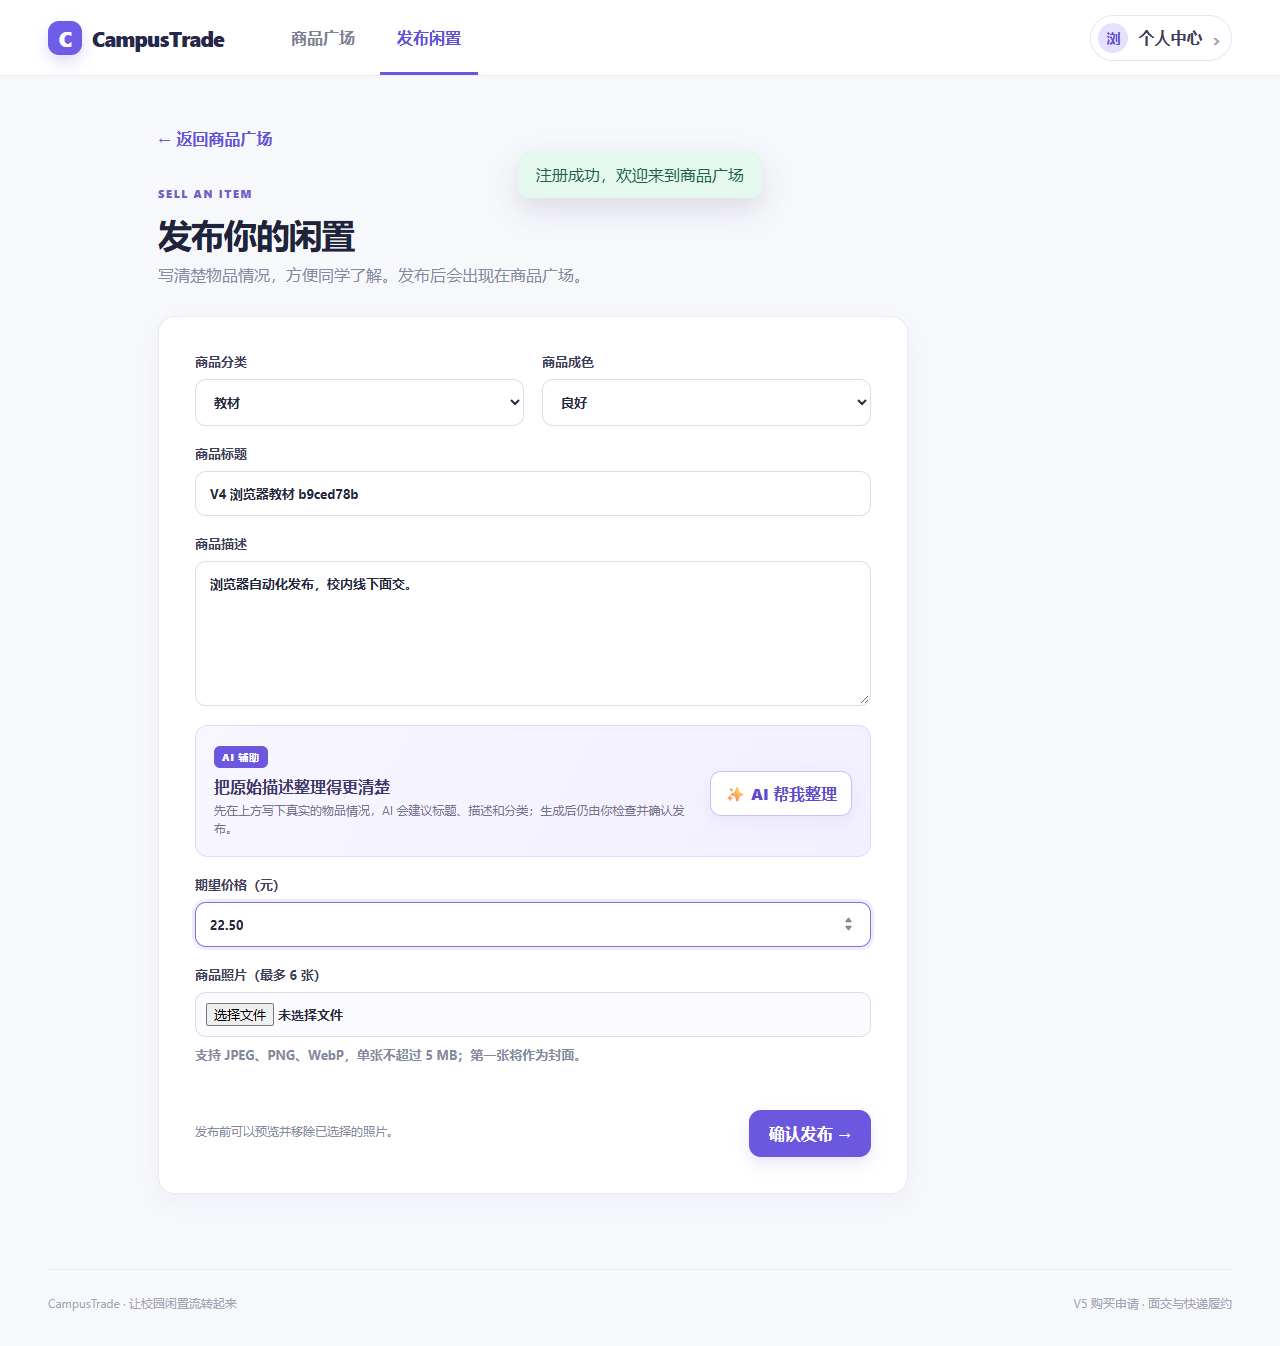 C CampusTrade 商品广场 发布闲置 浏 个人中心 ›
← 返回商品广场
注册成功，欢迎来到商品广场
SELL AN ITEM
发布你的闲置
写清楚物品情况，方便同学了解。发布后会出现在商品广场。
商品分类 商品成色
教材 良好
商品标题
V4 浏览器教材 b9ced78b
商品描述
浏览器自动化发布，校内线下面交。
AI 辅助
把原始描述整理得更清楚
先在上方写下真实的物品情况，AI 会建议标题、描述和分类；生成后仍由你检查并确认发
布。
✨ AI 帮我整理
期望价格（元）
22.50
商品照片（最多 6 张）
选择文件 未选择文件
支持 JPEG、PNG、WebP，单张不超过 5 MB；第一张将作为封面。
发布前可以预览并移除已选择的照片。
确认发布 →
CampusTrade · 让校园闲置流转起来 V5 购买申请 · 面交与快递履约